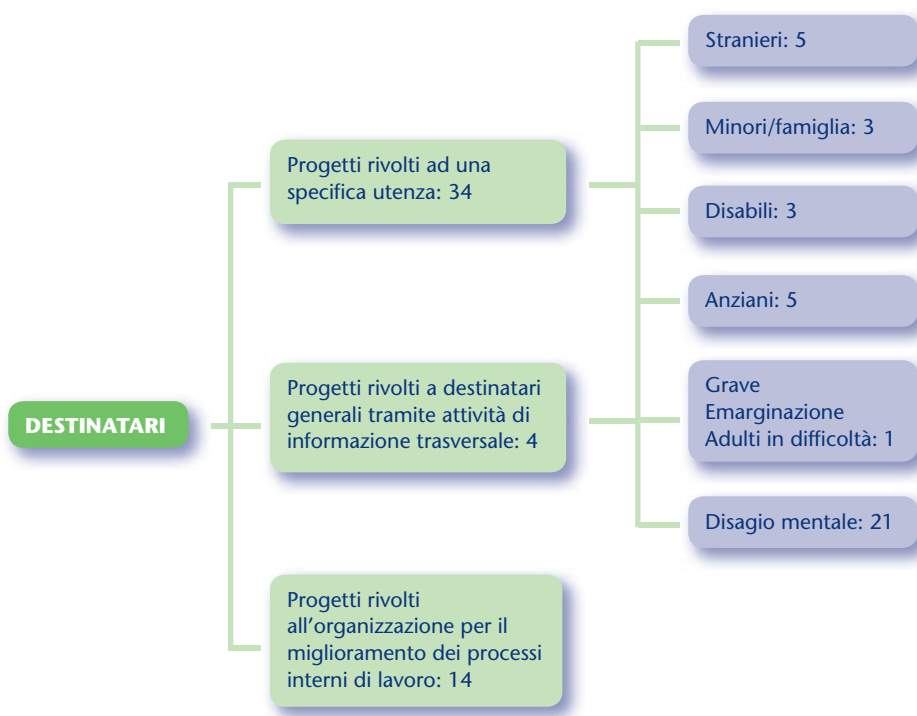 DESTINATARI
Progetti rivolti ad una
specifica utenza: 34
Progetti rivolti a destinatari
generali tramite attività di
informazione trasversale: 4
Progetti rivolti
all’organizzazione per il
miglioramento dei processi
interni di lavoro: 14
Stranieri: 5
Minori/famiglia: 3
Disabili: 3
Anziani: 5
Grave
Emarginazione
Adulti in difficoltà: 1
Disagio mentale: 21